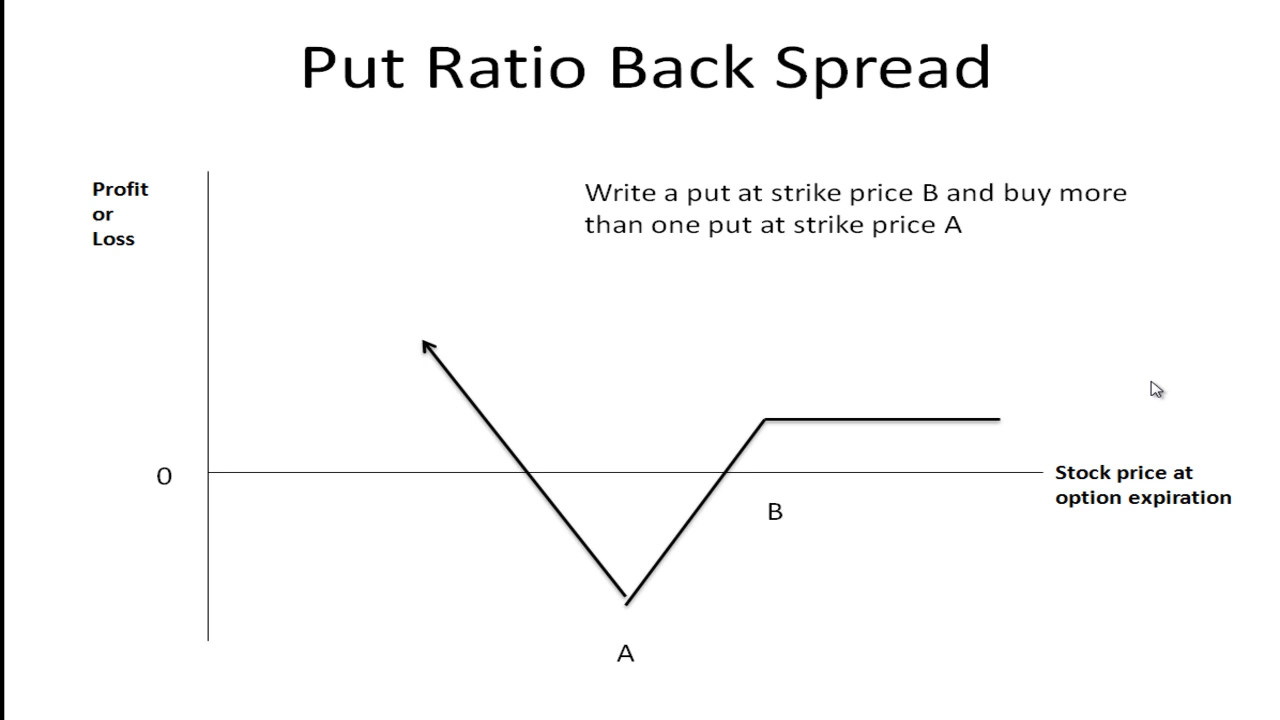 Put Ratio Back Spread
Profit
or
Loss
Write a put at strike price B and buy more
than one put at strike price A
0
Stock price at
option expiration
B
A